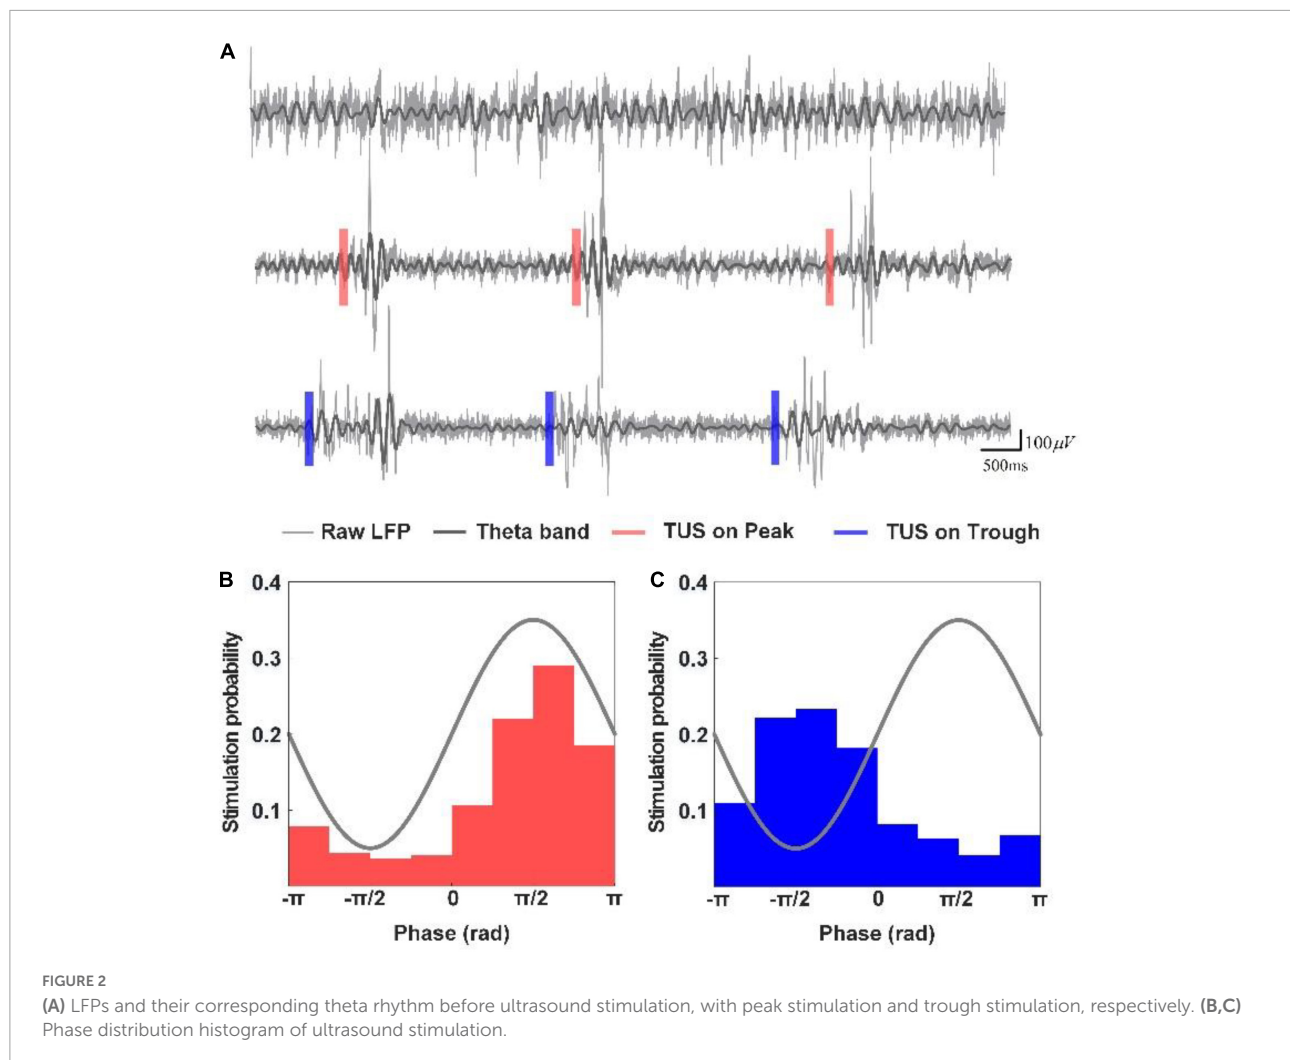 A
100μV
500ms
Raw LFP Theta band TUS on Peak TUS on Trough
B
C
0.4
0.3
0.2
0.1
Stimulation probability
-π -π/2 0 π/2 π
Phase (rad)
0.4
0.3
0.2
0.1
Stimulation probability
-π -π/2 0 π/2 π
Phase (rad)
FIGURE 2
(A) LFPs and their corresponding theta rhythm before ultrasound stimulation, with peak stimulation and trough stimulation, respectively. (B,C)
Phase distribution histogram of ultrasound stimulation.